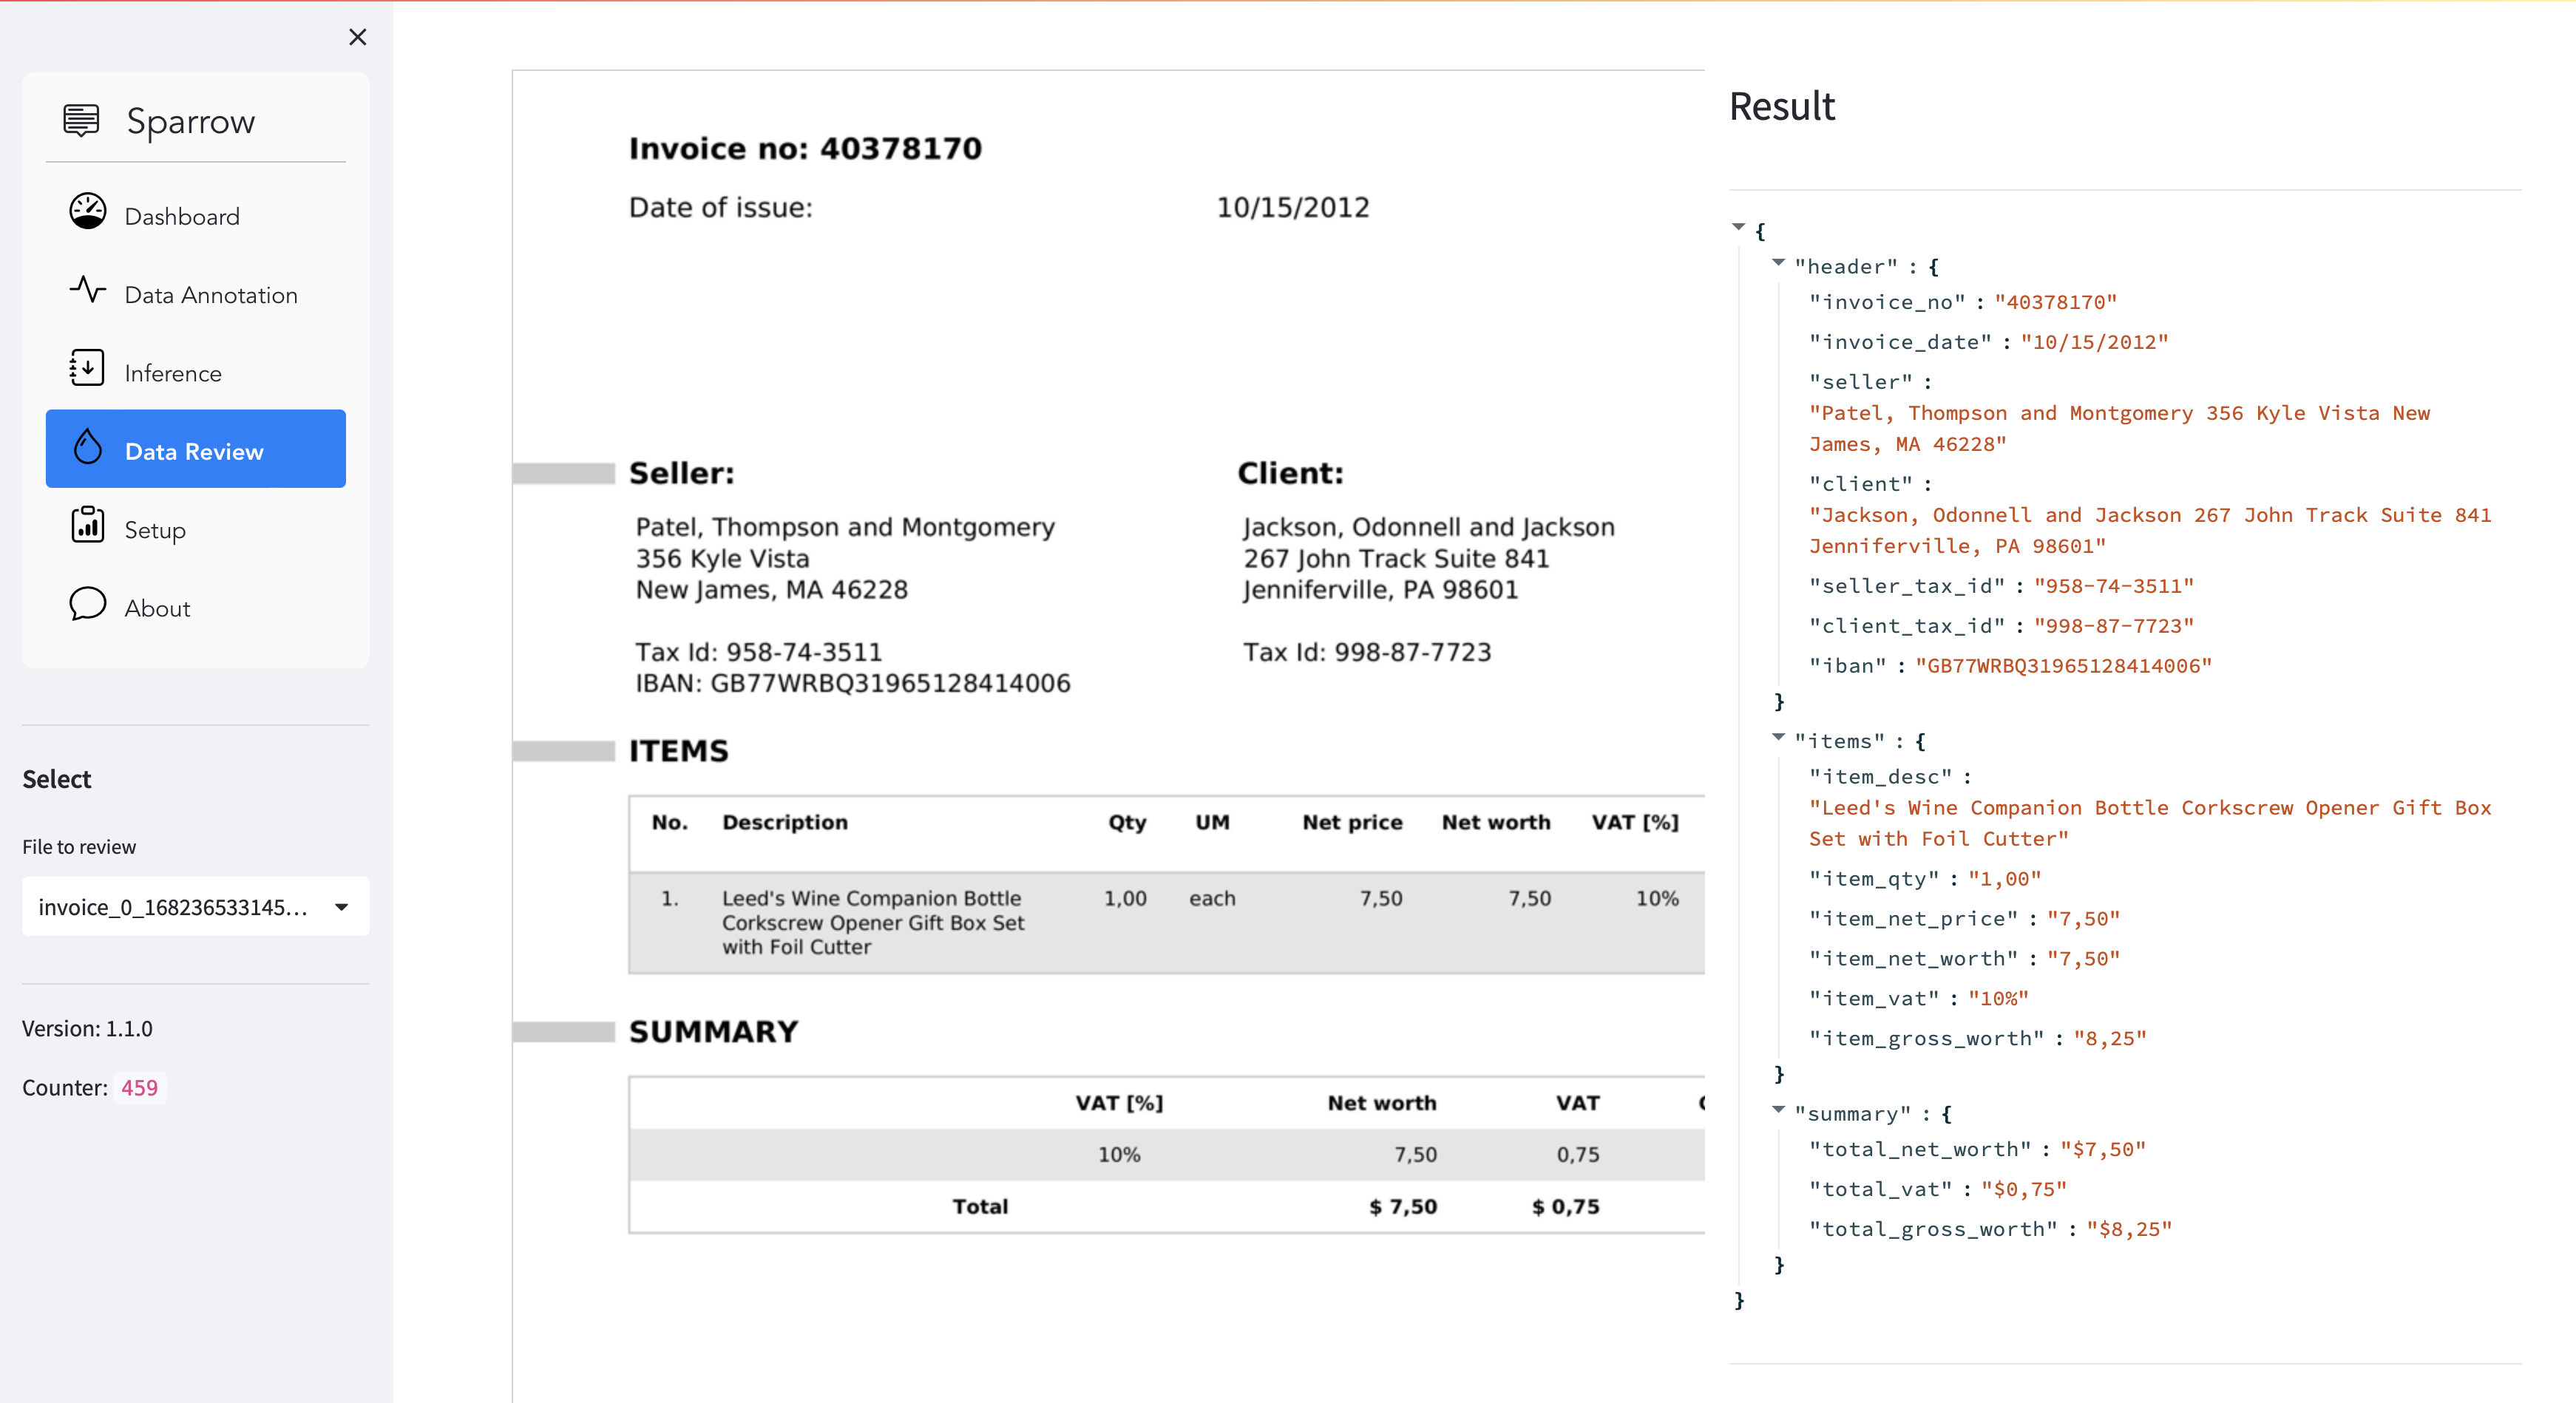 Sparrow
Dashboard
Data Annotation
Inference
Data Review
Setup
About
Select
File to review
invoice_0_168236533145...
Version: 1.1.0
Counter: 459
Invoice no: 40378170
Date of issue: 10/15/2012
Seller:
Patel, Thompson and Montgomery
356 Kyle Vista
New James, MA 46228
Tax Id: 958-74-3511
IBAN: GB77WRBQ31965128414006
Client:
Jackson, Odonnell and Jackson
267 John Track Suite 841
Jenniferville, PA 98601
Tax Id: 998-87-7723
ITEMS
No. Description Qty UM Net price Net worth VAT [%]
1. Leed's Wine Companion Bottle 1,00 each 7,50 7,50 10%
Corkscrew Opener Gift Box Set
with Foil Cutter
SUMMARY
VAT [%] Net worth VAT
10% 7,50 0,75
Total $ 7,50 $ 0,75
Result
{
"header" : {
"invoice_no" : "40378170"
"invoice_date" : "10/15/2012"
"seller" :
"Patel, Thompson and Montgomery 356 Kyle Vista New
James, MA 46228"
"client" :
"Jackson, Odonnell and Jackson 267 John Track Suite 841
Jenniferville, PA 98601"
"seller_tax_id" : "958-74-3511"
"client_tax_id" : "998-87-7723"
"iban" : "GB77WRBQ31965128414006"
}
"items" : {
"item_desc" :
"Leed's Wine Companion Bottle Corkscrew Opener Gift Box
Set with Foil Cutter"
"item_qty" : "1,00"
"item_net_price" : "7,50"
"item_net_worth" : "7,50"
"item_vat" : "10%"
"item_gross_worth" : "8,25"
}
"summary" : {
"total_net_worth" : "$7,50"
"total_vat" : "$0,75"
"total_gross_worth" : "$8,25"
}
}